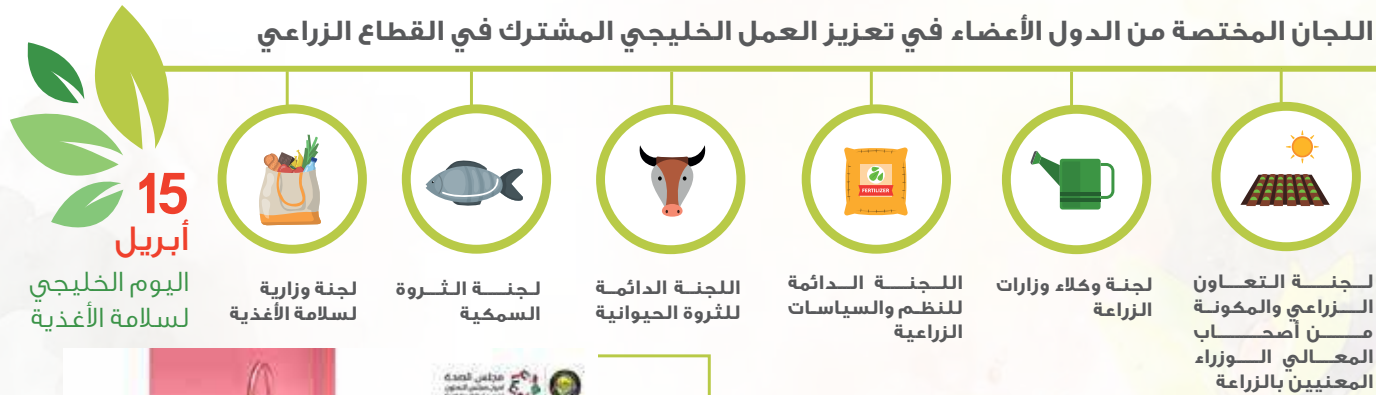 اللجان المختصة من الدول الأعضاء في تعزيز العمل الخليجي المشترك في القطاع الزراعي
لجنة التعاون
الزراعي والمكونة
من أصحاب
المعالي الوزراء
المعنيين بالزراعة
لجنة وكلاء وزارات
الزراعة
FERTILIZER
اللجنة الدائمة
للنظم والسياسات
الزراعية
اللجنة الدائمة
للثروة الحيوانية
لجنة الثروة
السمكية
لجنة وزارية
لسلامة الأغذية
15
أبريل
اليوم الخليجي
لسلامة الأغذية
مجلس الصحة